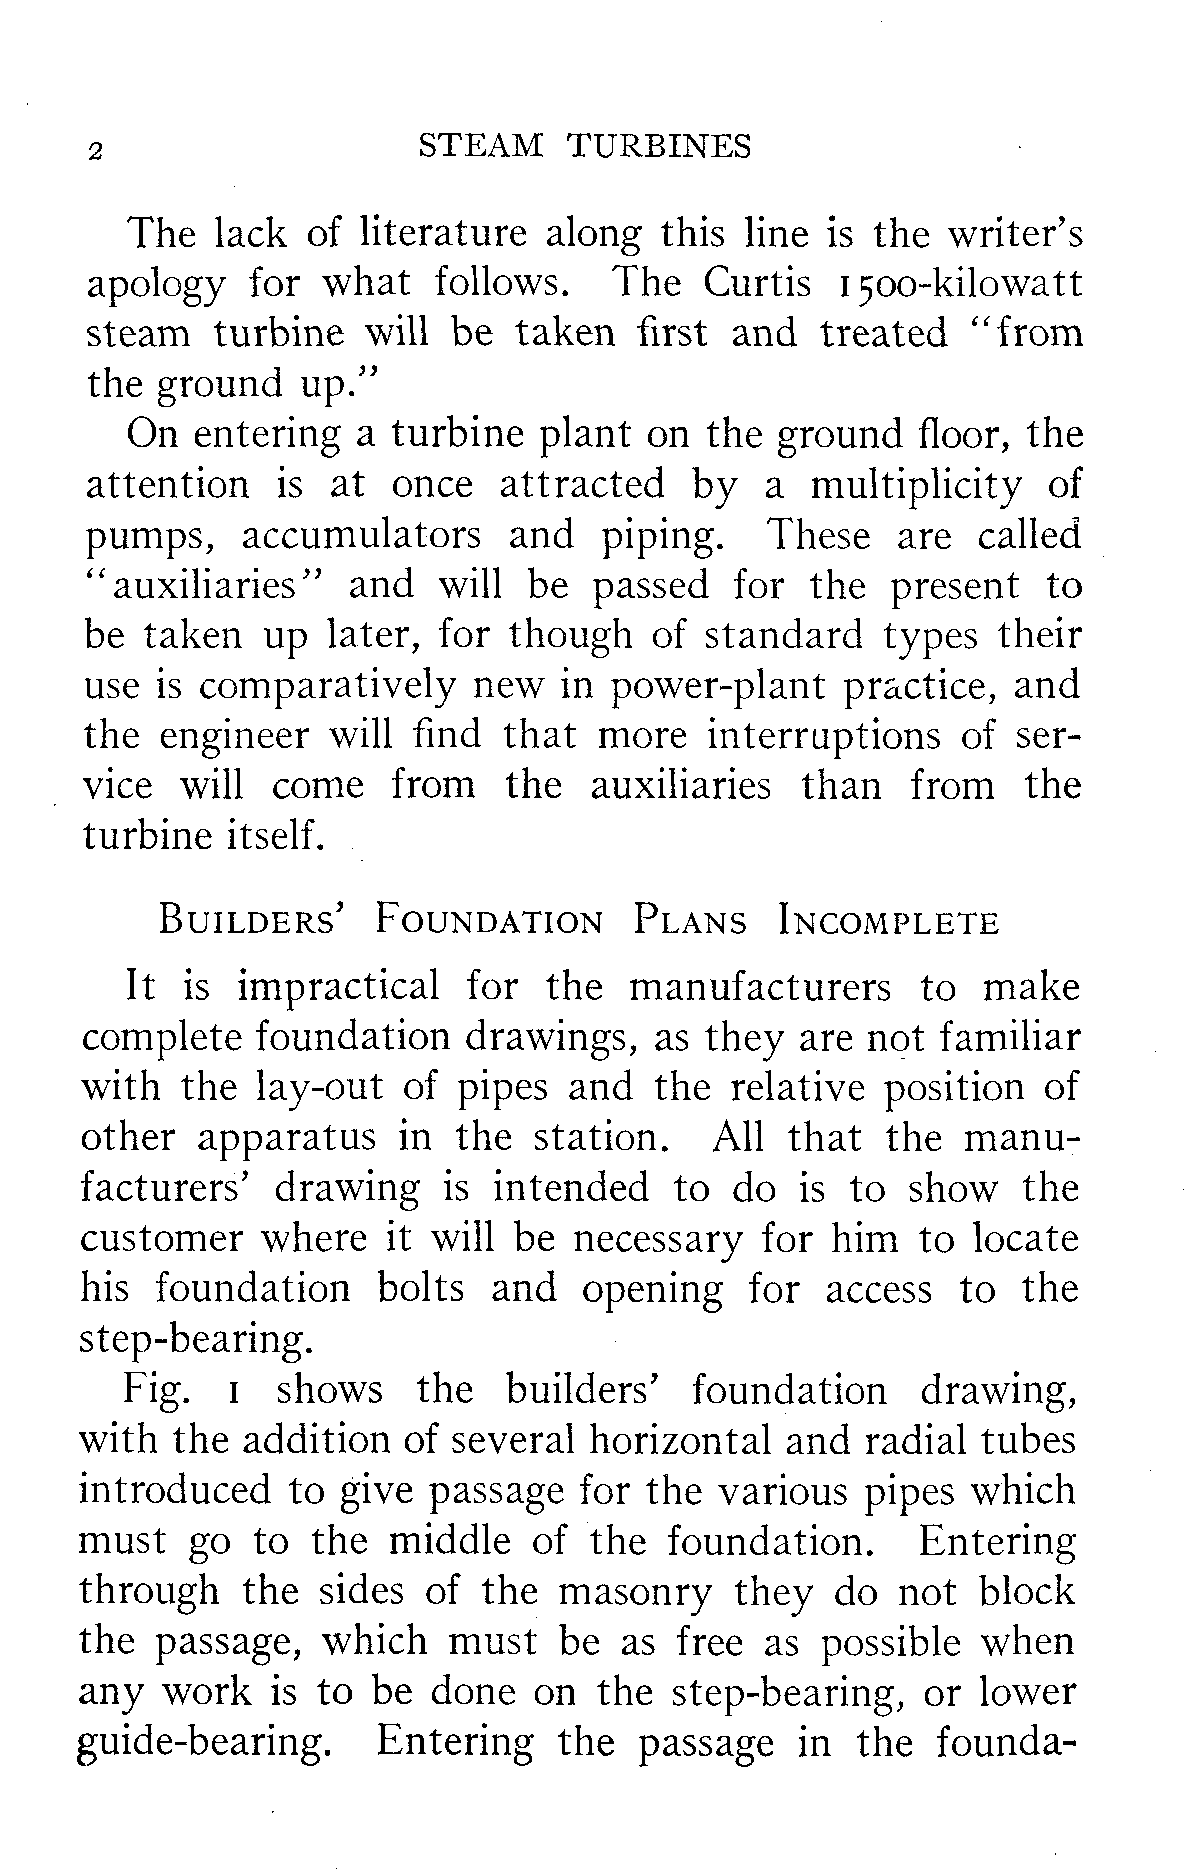 2 STEAM TURBINES
The lack of literature along this line is the writer's
apology for what follows. The Curtis 1500-kilowatt
steam turbine will be taken first and treated "from
the ground up."
On entering a turbine plant on the ground floor, the
attention is at once attracted by a multiplicity of
pumps, accumulators and piping. These are called
"auxiliaries" and will be passed for the present to
be taken up later, for though of standard types their
use is comparatively new in power-plant practice, and
the engineer will find that more interruptions of ser-
vice will come from the auxiliaries than from the
turbine itself.
BUILDERS' FOUNDATION PLANS INCOMPLETE
It is impractical for the manufacturers to make
complete foundation drawings, as they are not familiar
with the lay-out of pipes and the relative position of
other apparatus in the station. All that the manu-
facturers' drawing is intended to do is to show the
customer where it will be necessary for him to locate
his foundation bolts and opening for access to the
step-bearing.
Fig. 1 shows the builders' foundation drawing,
with the addition of several horizontal and radial tubes
introduced to give passage for the various pipes which
must go to the middle of the foundation. Entering
through the sides of the masonry they do not block
the passage, which must be as free as possible when
any work is to be done on the step-bearing, or lower
guide-bearing. Entering the passage in the founda-